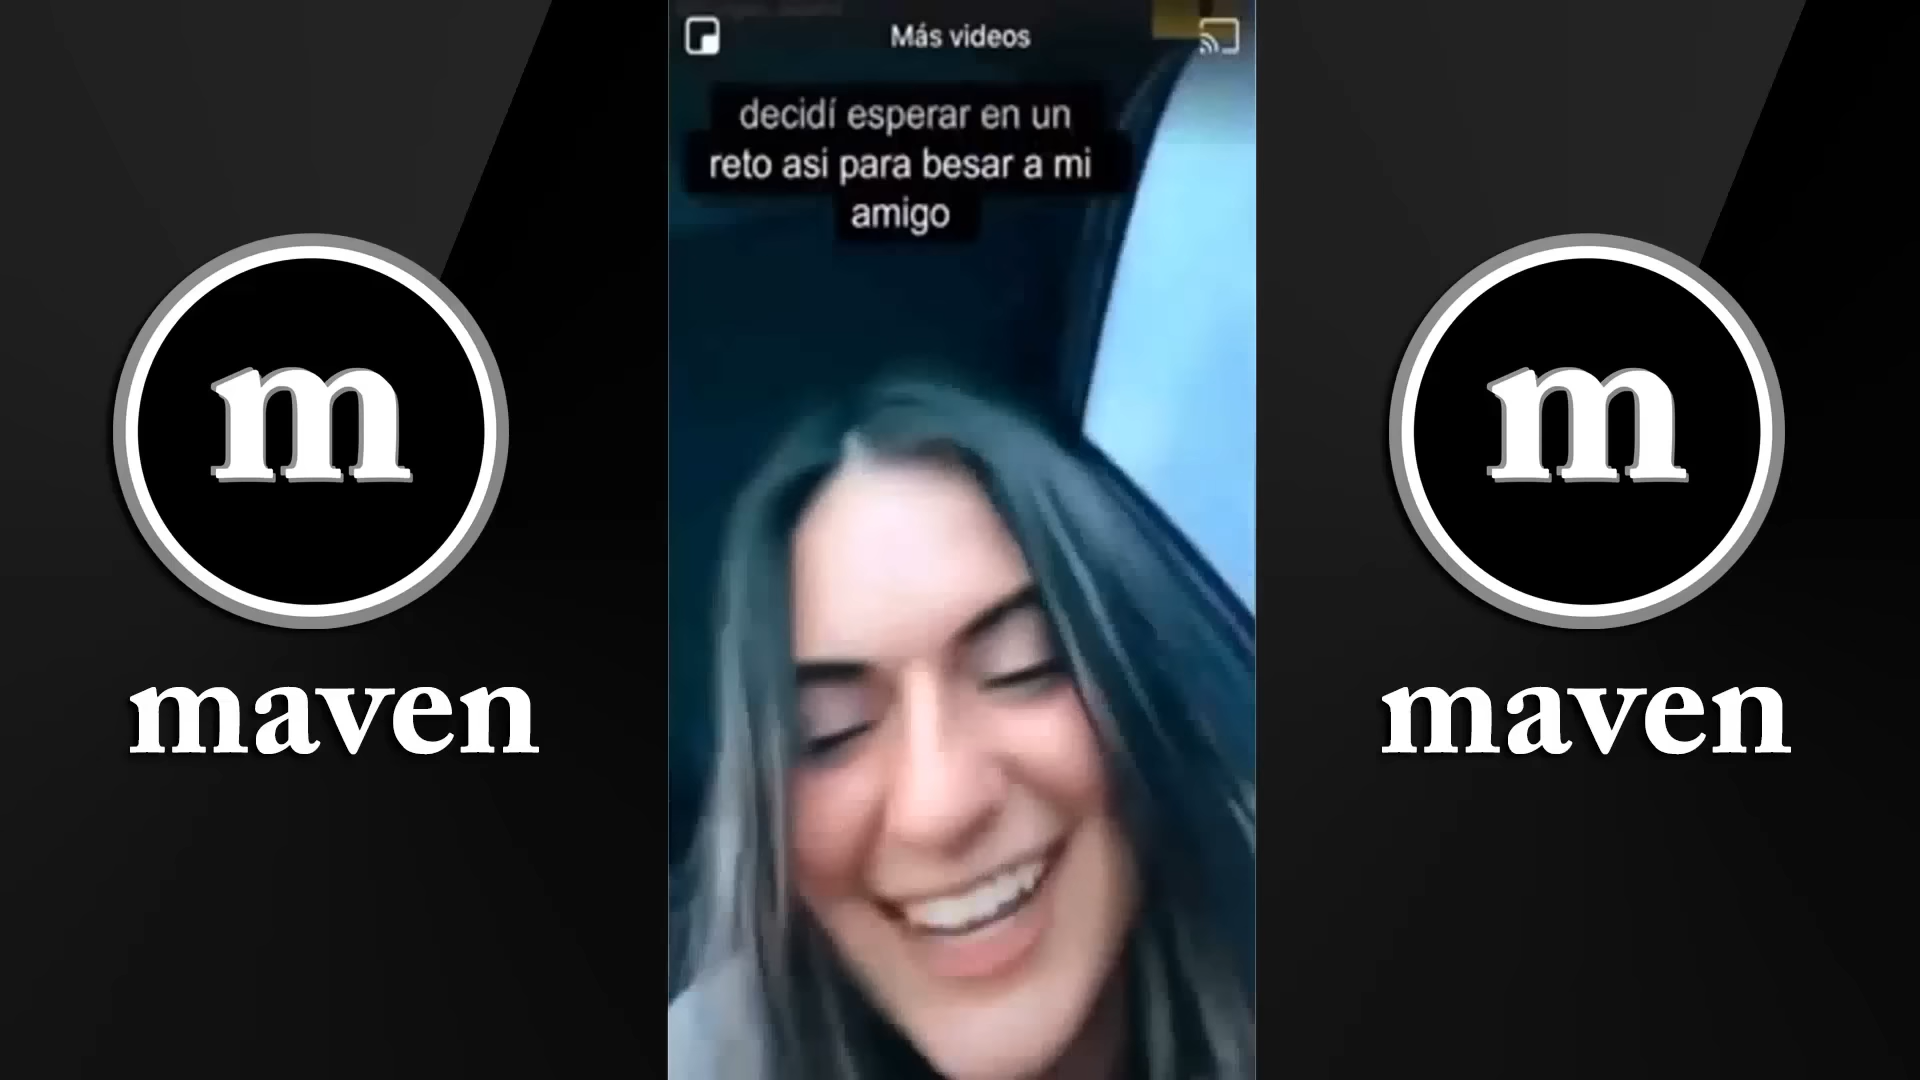 Más videos
decidí esperar en un
reto asi para besar a mi
amigo
m
maven
m
maven